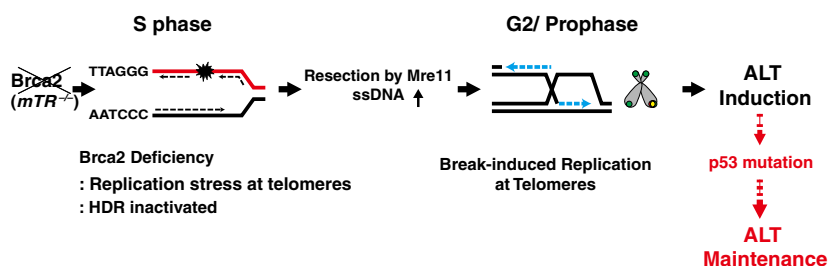 S phase
G2/ Prophase
Brca2
(mTR-/-)
TTAGGG
AATCCC
Resection by Mre11
ssDNA
ALT
Induction
Brca2 Deficiency
: Replication stress at telomeres
: HDR inactivated
Break-induced Replication
at Telomeres
p53 mutation
ALT
Maintenance